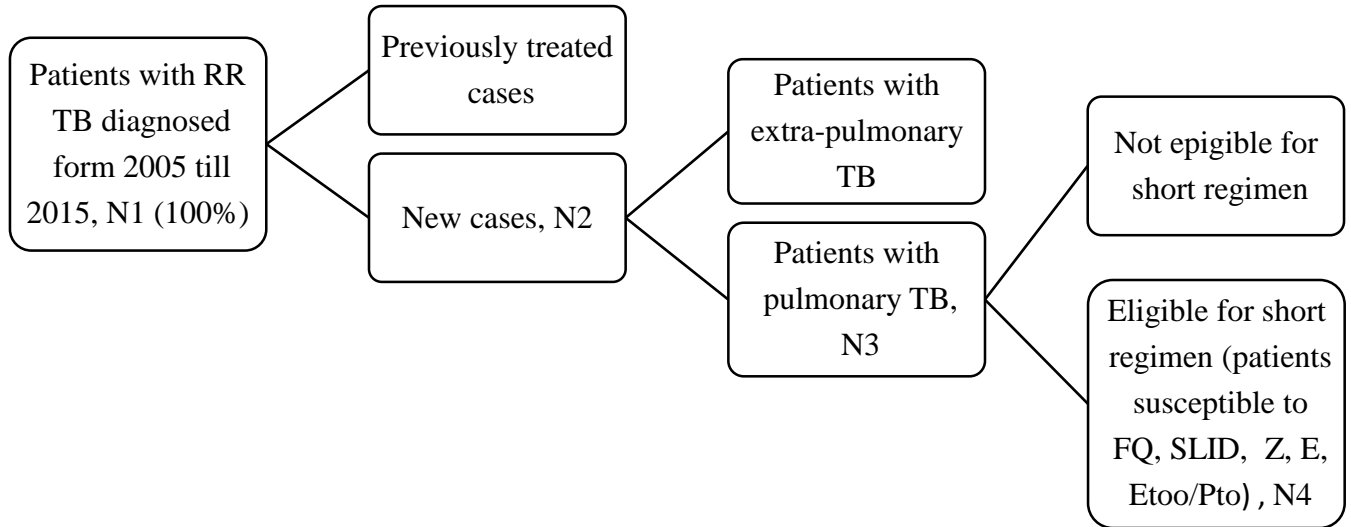 Patients with RR
TB diagnosed
form 2005 till
2015, N1 (100%)
Previously treated
cases
New cases, N2
Patients with
extra-pulmonary
TB
Patients with
pulmonary TB,
N3
Not epigible for
short regimen
Eligible for short
regimen (patients
susceptible to
FQ, SLID, Z, E,
Etoo/Pto) , N4